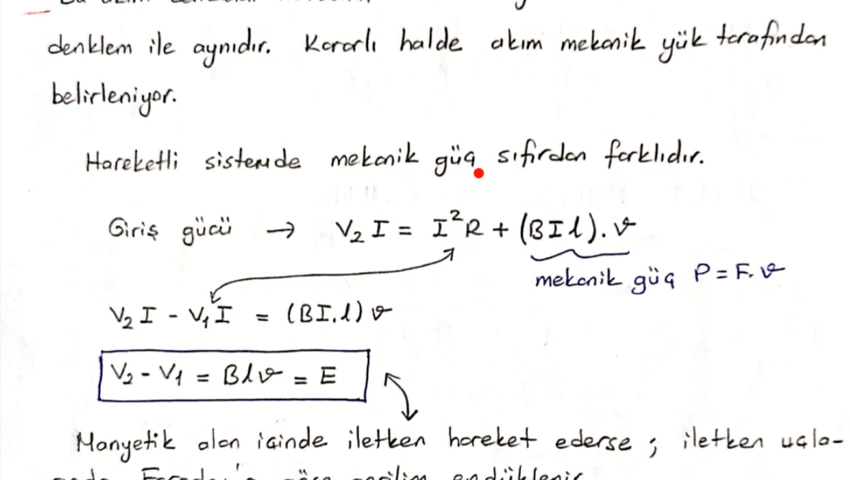 denklem ile aynıdır. Kararlı halde akım mekanik yük tarafından
belirleniyor.
Hareketli sistemde mekanik güç sıfırdan farklıdır.
Giriş gücü → V₂ I = I²R + (BIl).v
mekanik güç P = F.v
V₂ I - V₁ I = (BI.l) v
V₂ - V₁ = Blv = E
Manyetik alan içinde iletken hareket ederse ; iletken uçla-